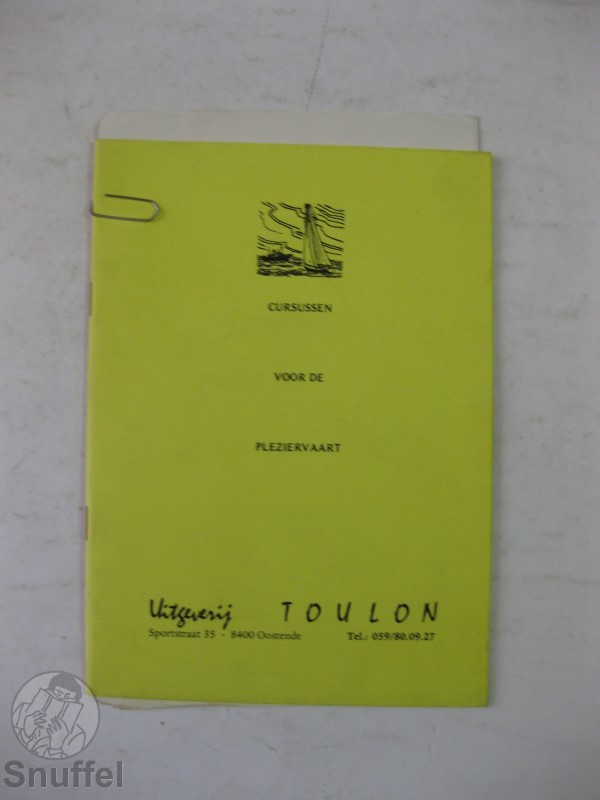 CURSUSSEN
VOOR DE
PLEZIERVAART
Uitgeverij TOULON
Sportstraat 35 - 8400 Oostende Tel.: 059/80.09.27
Snuffel